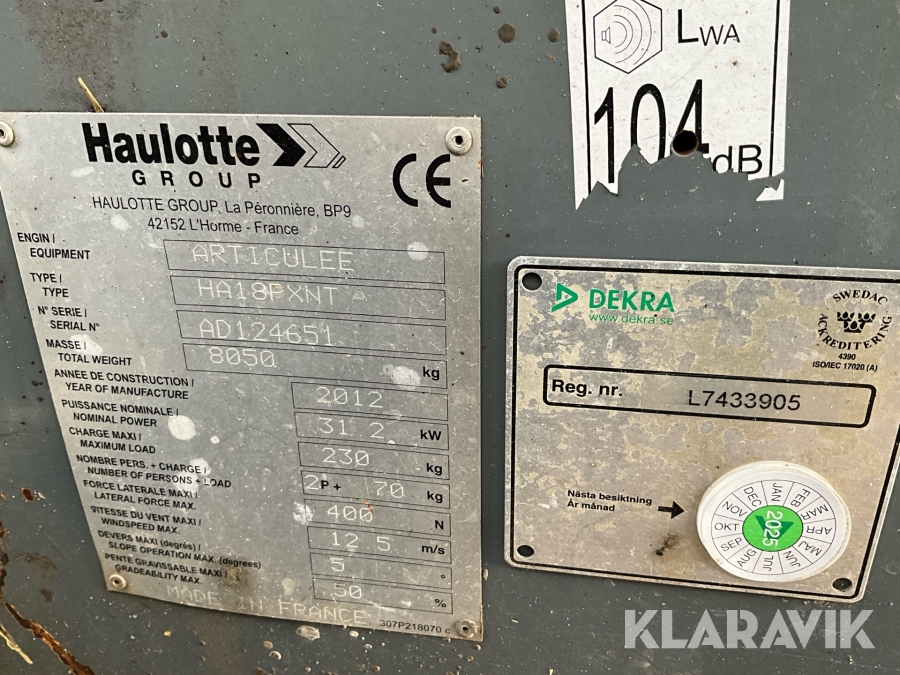 LWA
104
dB
Haulotte
GROUP
CE
HAULOTTE GROUP, La Péronnière, BP9
42152 L'Horme - France
ENGIN /
EQUIPMENT
ARTICULEE
TYPE /
TYPE
HA18PXNT
N° SERIE /
SERIAL N°
AD124651
MASSE /
TOTAL WEIGHT
8050 kg
ANNEE DE CONSTRUCTION /
YEAR OF MANUFACTURE
2012
PUISSANCE NOMINALE /
NOMINAL POWER
31 2 kW
CHARGE MAXI /
MAXIMUM LOAD
230 kg
NOMBRE PERS. + CHARGE /
NUMBER OF PERSONS + LOAD
2P+ 70 kg
FORCE LATERALE MAXI /
LATERAL FORCE MAX.
400 N
VITESSE DU VENT MAXI /
WINDSPEED MAX.
12 5 m/s
DEVERS MAXI (degrés) /
SLOPE OPERATION MAX. (degrees)
5 °
PENTE GRAVISSABLE MAXI /
GRADEABILITY MAX.
50 %
MADE IN FRANCE
307P218070 c
DEKRA
www.dekra.se
SWEDAC
ACKREDITERING
4390
ISO/IEC 17020 (A)
Reg. nr. L7433905
Nästa besiktning
År månad
JAN FEB MAR APR MAJ JUN JUL AUG SEP OKT NOV DEC
2025
KLARAVIK